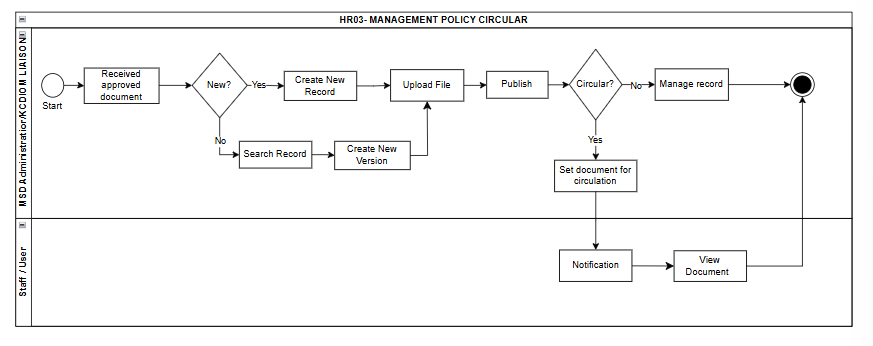 HR03- MANAGEMENT POLICY CIRCULAR
MSD Administratior/KCDIOM LIAISON
Start
Received
approved
document
New?
Yes
Create New
Record
Upload File
Publish
Circular?
No
Manage record
No
Search Record
Create New
Version
Yes
Set document for
circulation
Staff / User
Notification
View
Document